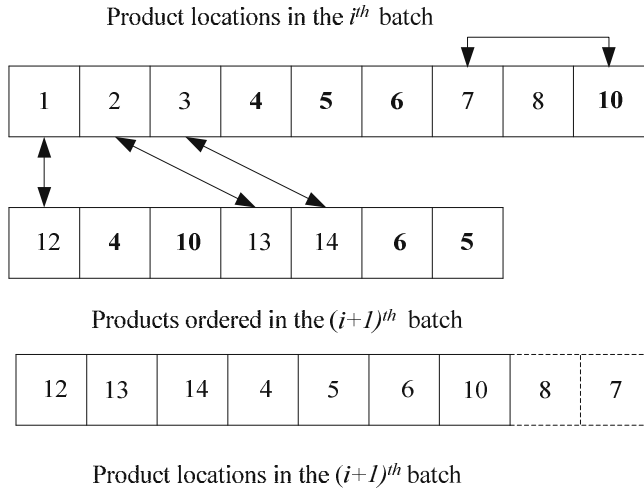 Product locations in the i^th batch
1 2 3 4 5 6 7 8 10
12 4 10 13 14 6 5
Products ordered in the (i+1)^th batch
12 13 14 4 5 6 10 8 7
Product locations in the (i+1)^th batch